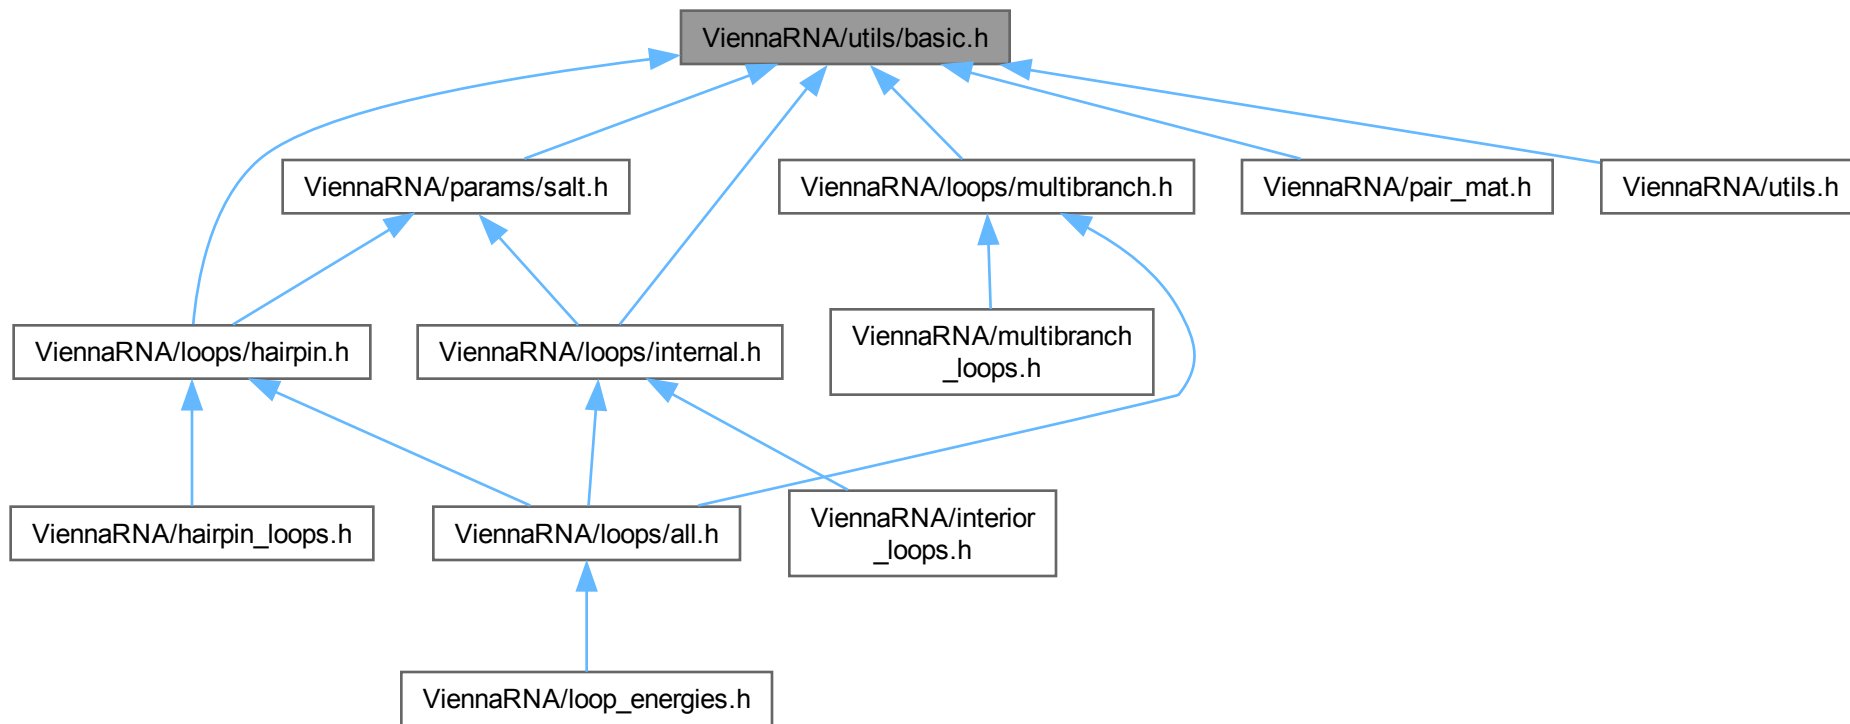 ViennaRNA/utils/basic.h
ViennaRNA/params/salt.h
ViennaRNA/loops/multibranch.h
ViennaRNA/pair_mat.h
ViennaRNA/utils.h
ViennaRNA/loops/hairpin.h
ViennaRNA/loops/internal.h
ViennaRNA/multibranch
_loops.h
ViennaRNA/hairpin_loops.h
ViennaRNA/loops/all.h
ViennaRNA/interior
_loops.h
ViennaRNA/loop_energies.h